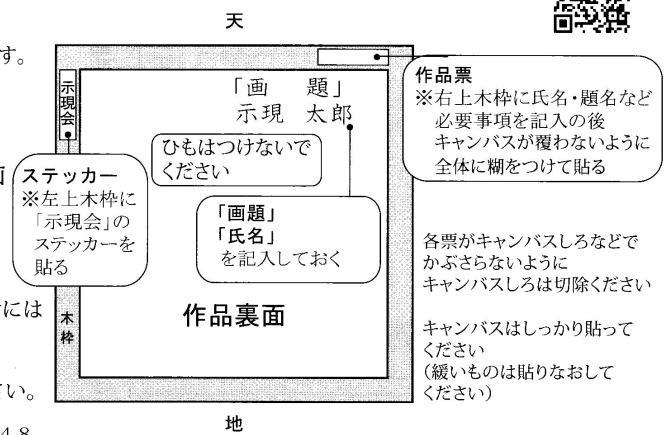 天
す。
示現会
「画　題」
示現　太郎
ひもはつけないで
ください
作品票
※右上木枠に氏名・題名など
必要事項を記入の後
キャンバスが覆わないように
全体に糊をつけて貼る
面
ステッカー
※左上木枠に
「示現会」の
ステッカーを
貼る
「画題」
「氏名」
を記入しておく
各票がキャンバスしろなどで
かぶさらないように
キャンバスしろは切除ください
には
木枠
作品裏面
キャンバスはしっかり貼って
ください
（緩いものは貼りなおして
ください）
さい。
地
4-8